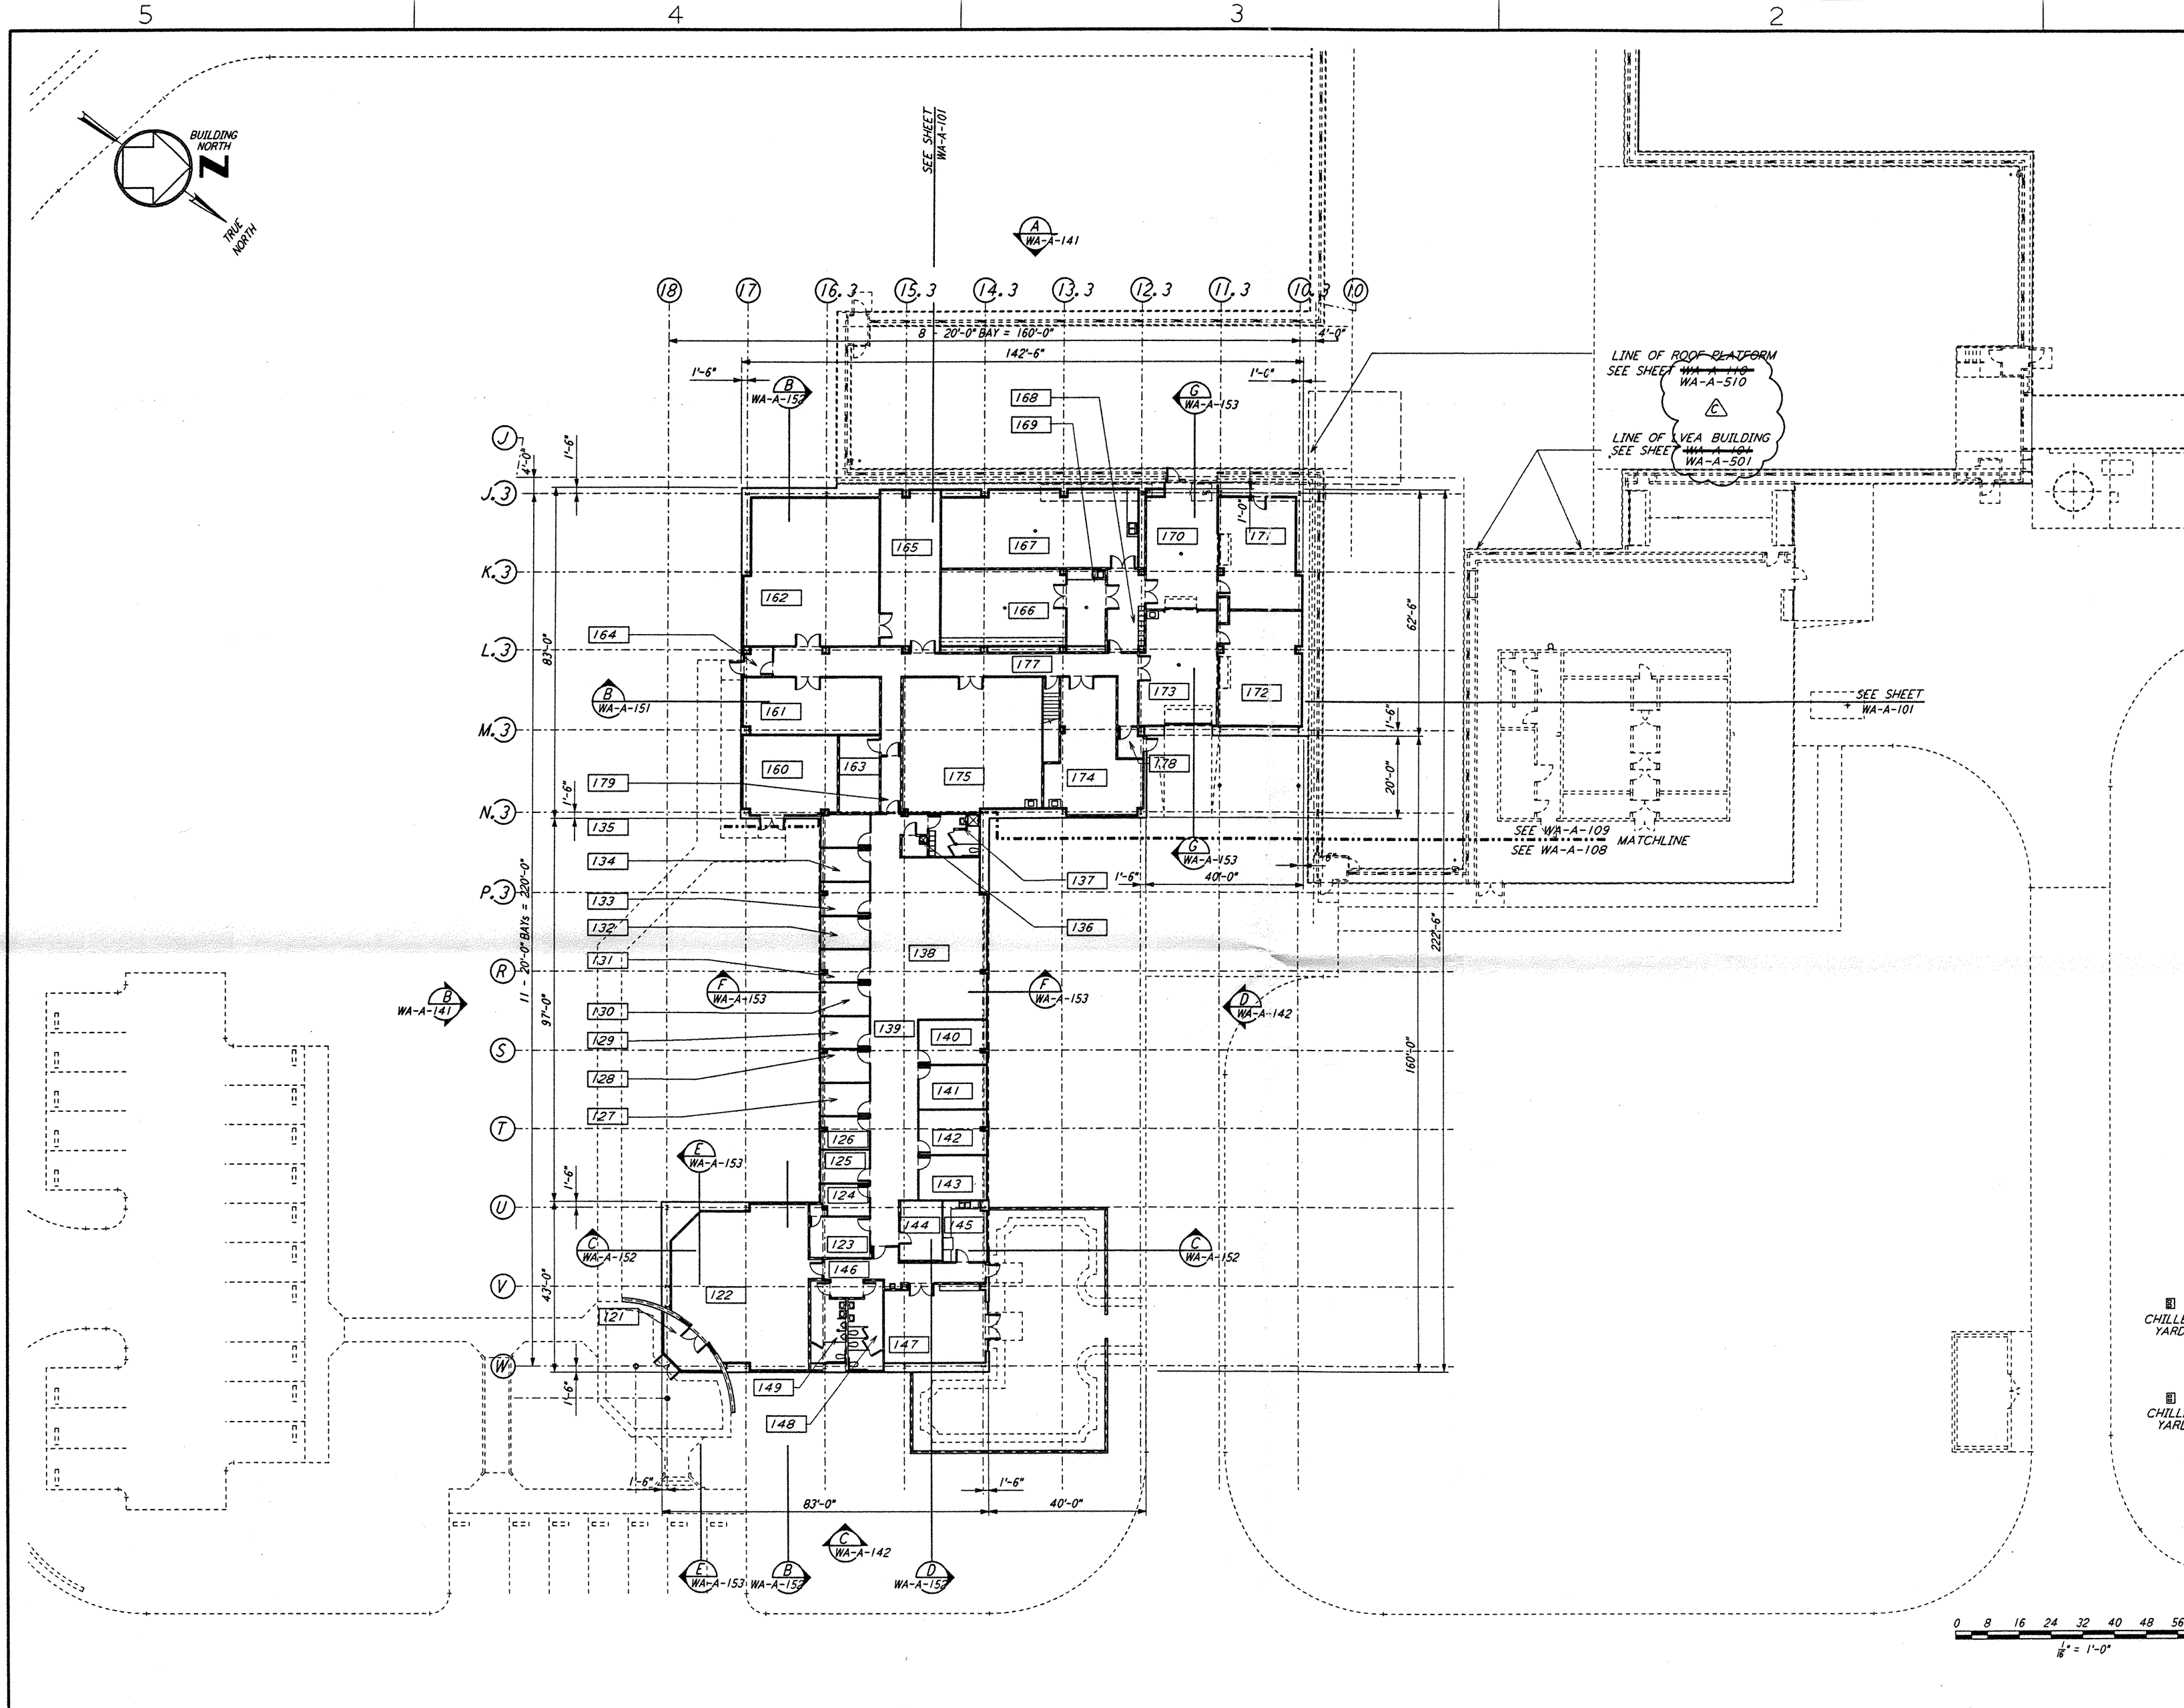 5 4 3 2
BUILDING
NORTH
N
TRUE
NORTH
SEE SHEET
WA-A-101
A
WA-A-141
18 17 16.3 15.3 14.3 13.3 12.3 11.3 10.3 10
8 - 20'-0" BAY = 160'-0"
4'-0"
142'-6"
1'-6"
1'-0"
B
WA-A-152
G
WA-A-153
168
169
LINE OF ROOF PLATFORM
SEE SHEET WA-A-110
WA-A-510
C
LINE OF LVEA BUILDING
SEE SHEET WA-A-101
WA-A-501
J
4'-0"
1'-6"
J.3
K.3
L.3
M.3
N.3
P.3
R
S
T
U
V
W
83'-0"
11 - 20'-0" BAYs = 220'-0"
97'-0"
43'-0"
1'-6"
1'-6"
1'-6"
165
167
170
1'-0"
171
162
166
164
177
173
172
161
B
WA-A-151
62'-6"
1'-6"
20'-0"
SEE SHEET
WA-A-101
160
163
175
174
178
179
135
134
133
132
131
130
129
128
127
137
136
G
WA-A-153
1'-6"
40'-0"
SEE WA-A-109
SEE WA-A-108
MATCHLINE
222'-6"
160'-0"
138
F
WA-A-153
F
WA-A-153
B
WA-A-141
D
WA-A-142
139
140
141
142
143
126
125
124
E
WA-A-153
144
145
123
C
WA-A-152
C
WA-A-152
146
122
121
147
149
148
1'-6"
1'-6"
83'-0"
40'-0"
C
WA-A-142
E
WA-A-153
B
WA-A-152
D
WA-A-152
0 8 16 24 32 40 48 56
1/16" = 1'-0"